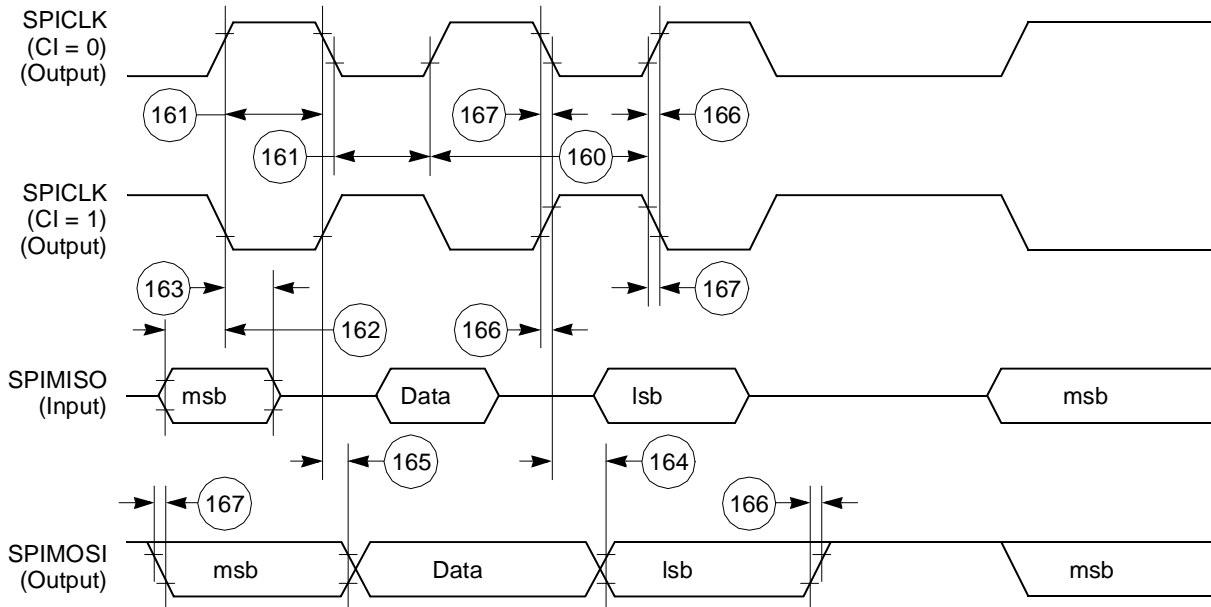 SPICLK
(CI = 0)
(Output)
161
167
166
161
160
SPICLK
(CI = 1)
(Output)
163
167
162
166
SPIMISO
(Input)
msb
Data
lsb
msb
165
164
167
166
SPIMOSI
(Output)
msb
Data
lsb
msb